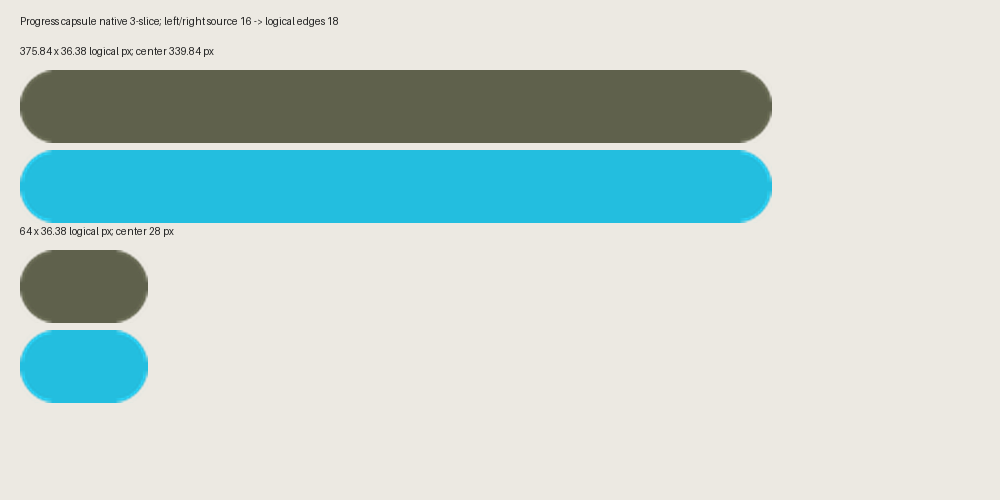 Progress capsule native 3-slice; left/right source 16 -> logical edges 18
375.84 x 36.38 logical px; center 339.84 px
64 x 36.38 logical px; center 28 px